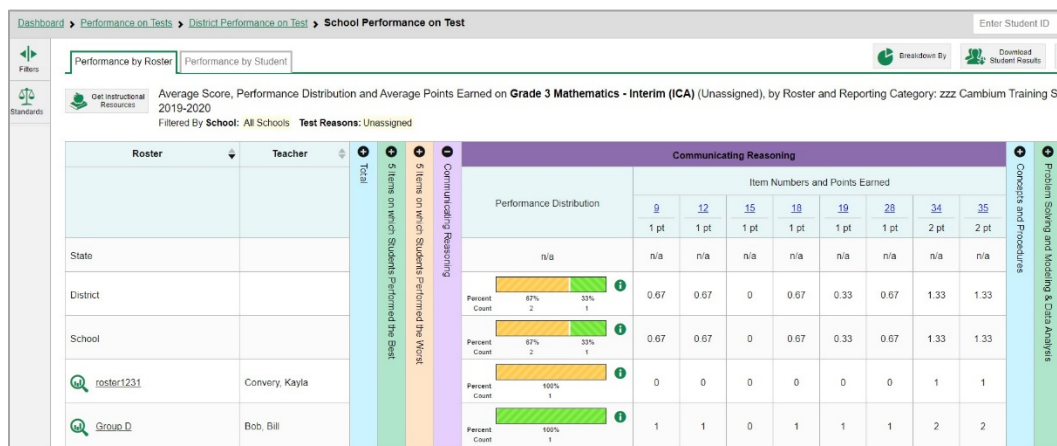 Dashboard > Performance on Tests > District Performance on Test > School Performance on Test
Enter Student ID
Filters
Standards
Performance by Roster
Performance by Student
Breakdown By
Download
Student Results
Get Instructional
Resources
Average Score, Performance Distribution and Average Points Earned on Grade 3 Mathematics - Interim (ICA) (Unassigned), by Roster and Reporting Category: zzz Cambium Training S
2019-2020
Filtered By School: All Schools Test Reasons: Unassigned
Roster Teacher
Total
5 Items on which Students Performed the Best
5 Items on which Students Performed the Worst
Communicating Reasoning
Communicating Reasoning
Concepts and Procedures
Problem Solving and Modeling & Data Analysis
Performance Distribution
Item Numbers and Points Earned
9 12 15 18 19 28 34 35
1 pt 1 pt 1 pt 1 pt 1 pt 1 pt 2 pt 2 pt
State n/a n/a n/a n/a n/a n/a n/a n/a n/a
District 0.67 0.67 0 0.67 0.33 0.67 1.33 1.33
Percent 67% 33%
Count 2 1
School 0.67 0.67 0 0.67 0.33 0.67 1.33 1.33
Percent 67% 33%
Count 2 1
roster1231 Convery, Kayla 0 0 0 0 0 0 1 1
Percent 100%
Count 1
Group D Bob, Bill 1 1 0 1 1 1 2 2
Percent 100%
Count 1